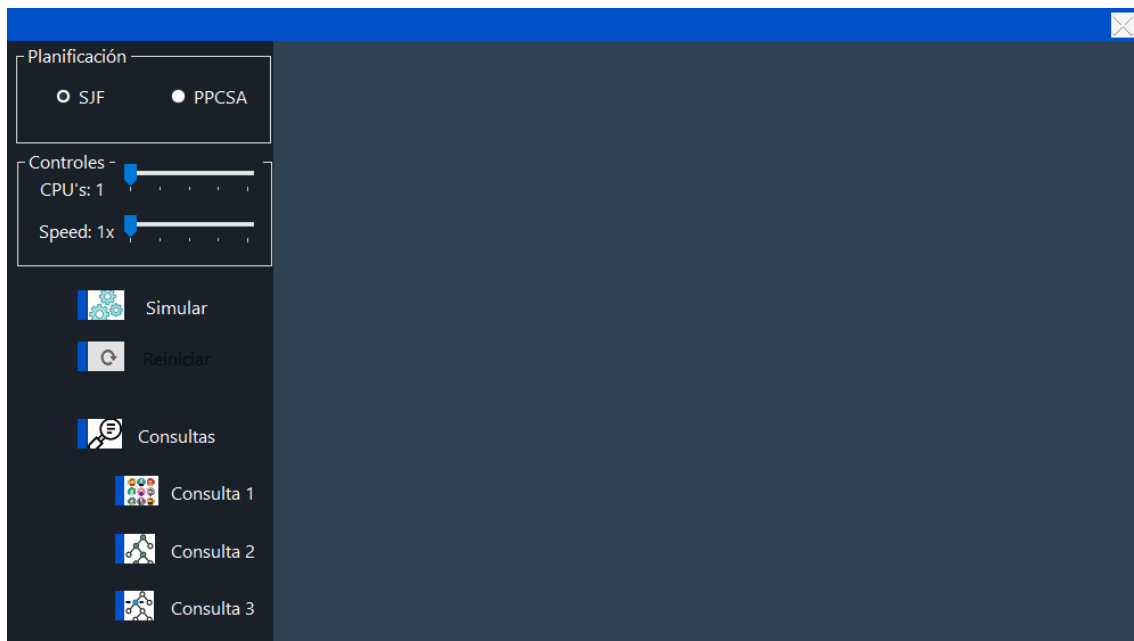 Planificación
SJF PPCSA
Controles
CPU's: 1
Speed: 1x
Simular
Reiniciar
Consultas
Consulta 1
Consulta 2
Consulta 3